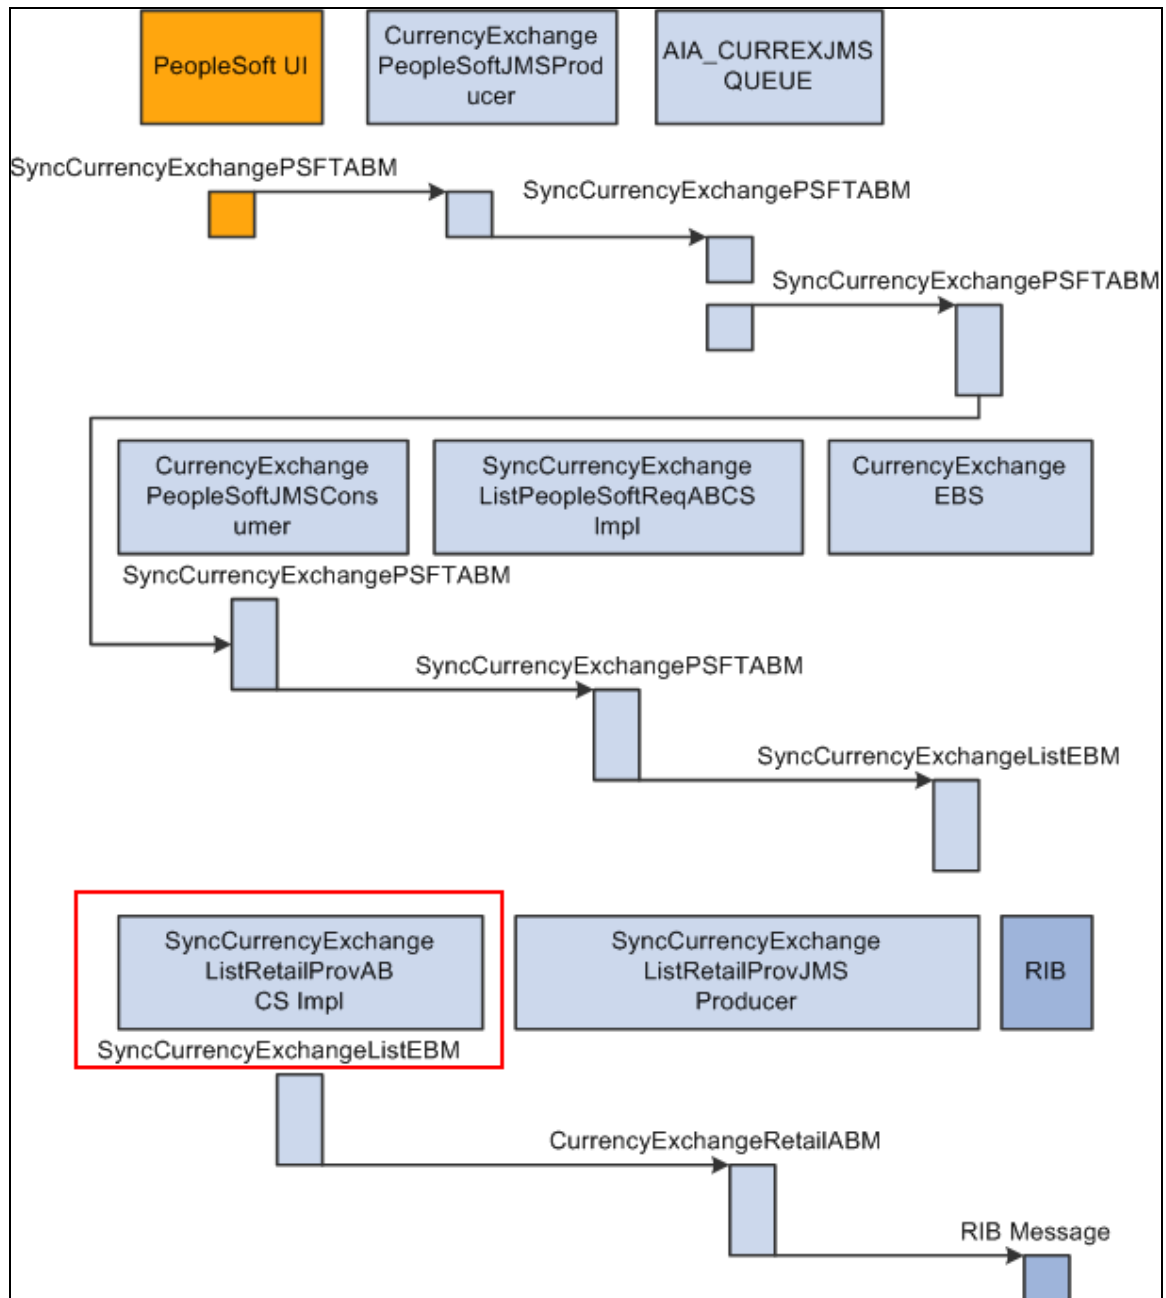 PeopleSoft UI
CurrencyExchange
PeopleSoftJMSProd
ucer
AIA_CURREXJMS
QUEUE
SyncCurrencyExchangePSFTABM
SyncCurrencyExchangePSFTABM
SyncCurrencyExchangePSFTABM
CurrencyExchange
PeopleSoftJMSCons
umer
SyncCurrencyExchange
ListPeopleSoftReqABCS
Impl
CurrencyExchange
EBS
SyncCurrencyExchangePSFTABM
SyncCurrencyExchangePSFTABM
SyncCurrencyExchangeListEBM
SyncCurrencyExchange
ListRetailProvAB
CS Impl
SyncCurrencyExchange
ListRetailProvJMS
Producer
RIB
SyncCurrencyExchangeListEBM
CurrencyExchangeRetailABM
RIB Message